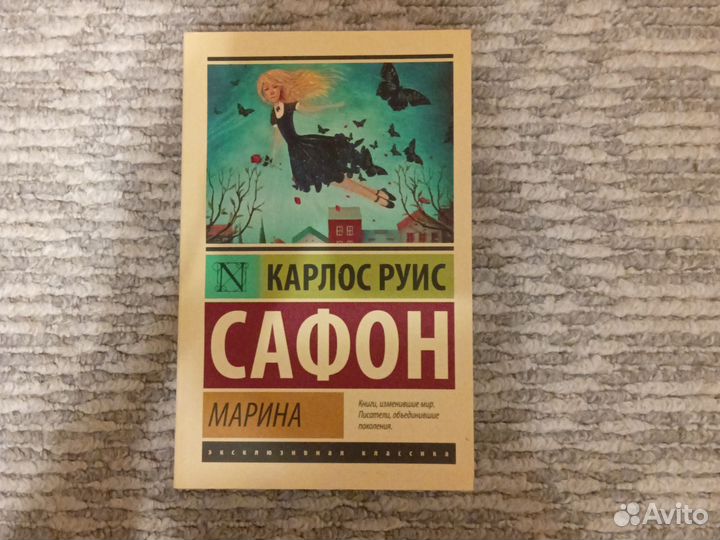 N
КАРЛОС РУИС
САФОН
МАРИНА
Книги, изменившие мир.
Писатели, объединившие
поколения.
эксклюзивная классика
Avito